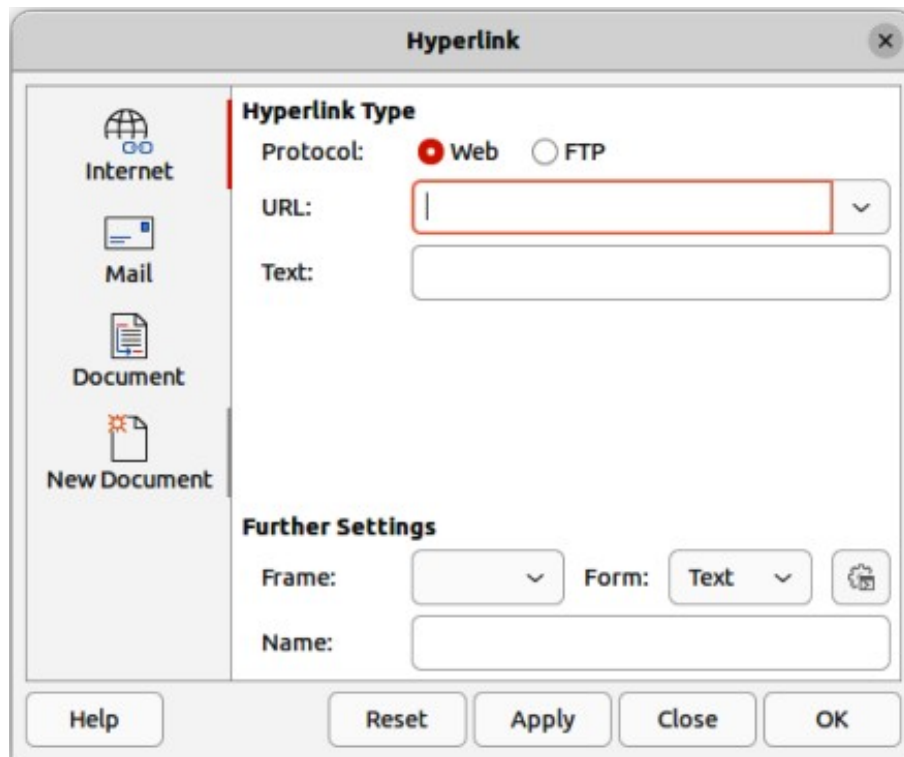 Hyperlink
Internet
Mail
Document
New Document
Hyperlink Type
Protocol: Web FTP
URL:
Text:
Further Settings
Frame: Form: Text
Name:
Help Reset Apply Close OK